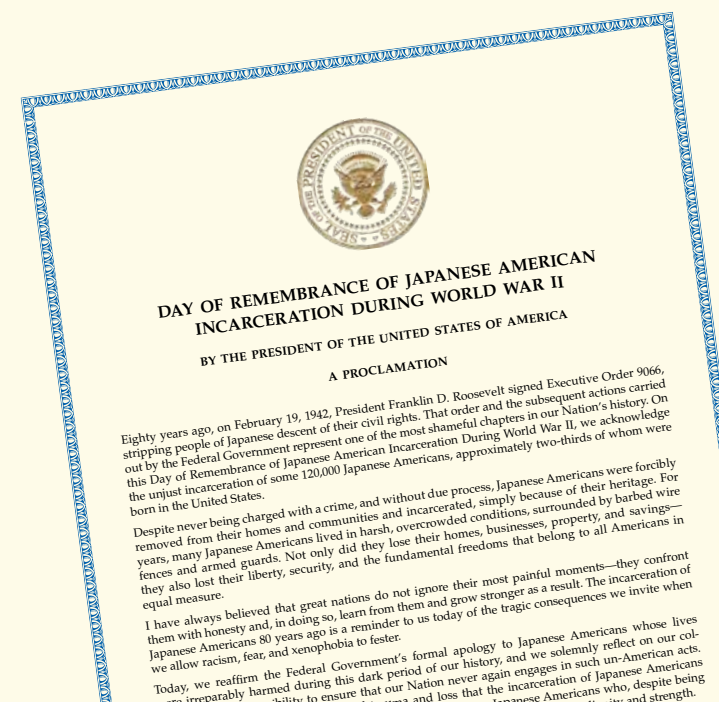 SEAL OF THE PRESIDENT OF THE UNITED STATES
DAY OF REMEMBRANCE OF JAPANESE AMERICAN
INCARCERATION DURING WORLD WAR II
BY THE PRESIDENT OF THE UNITED STATES OF AMERICA
A PROCLAMATION
Eighty years ago, on February 19, 1942, President Franklin D. Roosevelt signed Executive Order 9066,
stripping people of Japanese descent of their civil rights. That order and the subsequent actions carried
out by the Federal Government represent one of the most shameful chapters in our Nation's history. On
this Day of Remembrance of Japanese American Incarceration During World War II, we acknowledge
the unjust incarceration of some 120,000 Japanese Americans, approximately two-thirds of whom were
born in the United States.
Despite never being charged with a crime, and without due process, Japanese Americans were forcibly
removed from their homes and communities and incarcerated, simply because of their heritage. For
years, many Japanese Americans lived in harsh, overcrowded conditions, surrounded by barbed wire
fences and armed guards. Not only did they lose their homes, businesses, property, and savings—
they also lost their liberty, security, and the fundamental freedoms that belong to all Americans in
equal measure.
I have always believed that great nations do not ignore their most painful moments—they confront
them with honesty and, in doing so, learn from them and grow stronger as a result. The incarceration of
Japanese Americans 80 years ago is a reminder to us today of the tragic consequences we invite when
we allow racism, fear, and xenophobia to fester.
Today, we reaffirm the Federal Government's formal apology to Japanese Americans whose lives
irreparably harmed during this dark period of our history, and we solemnly reflect on our col-
to ensure that our Nation never again engages in such un-American acts.
and loss that the incarceration of Japanese Americans
Japanese Americans who, despite being
and strength.